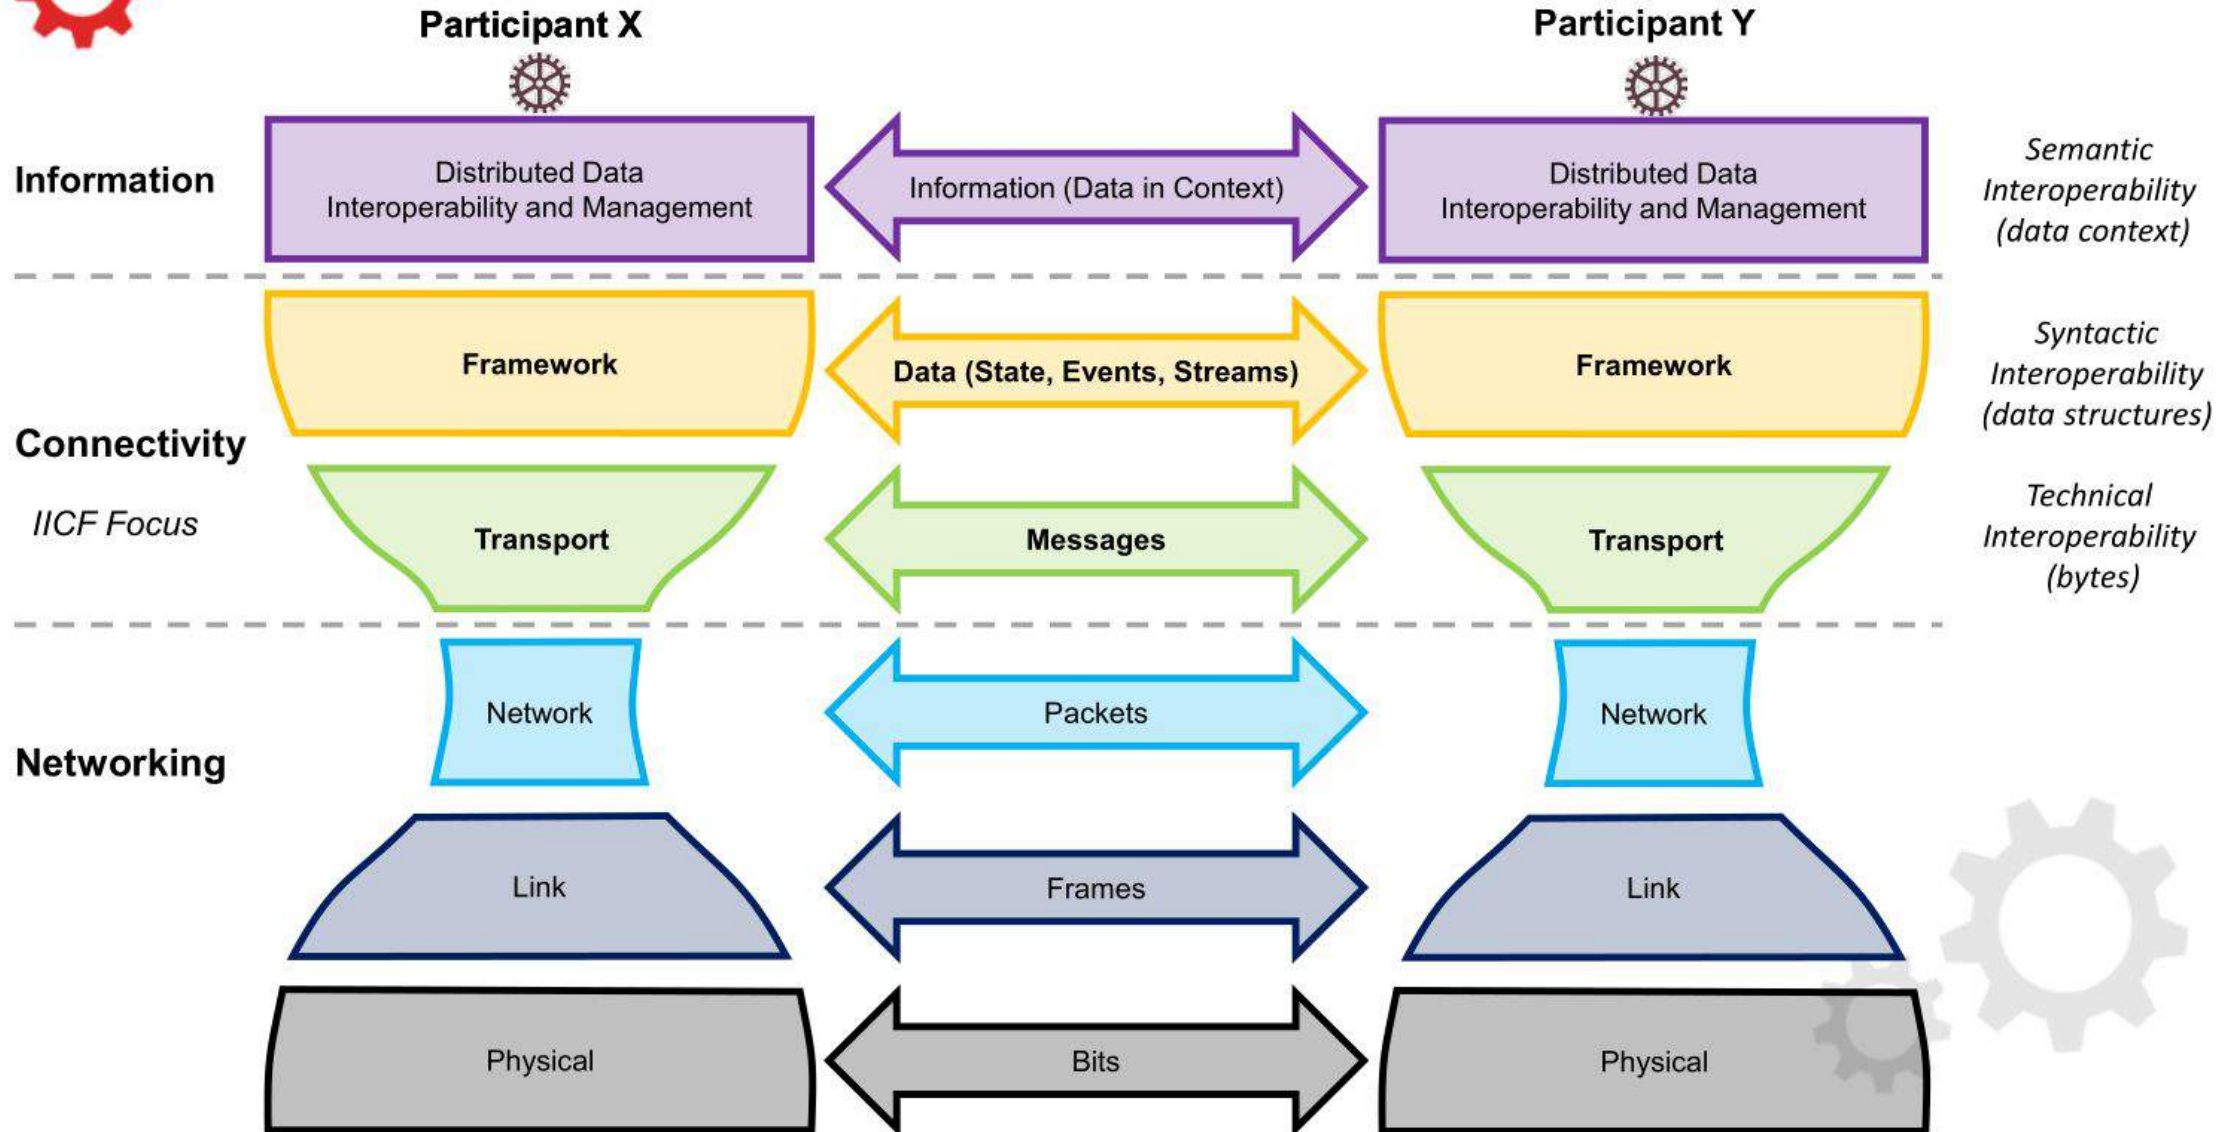 Participant X
Participant Y
Information
Distributed Data
Interoperability and Management
Information (Data in Context)
Distributed Data
Interoperability and Management
Semantic
Interoperability
(data context)
Connectivity
IICF Focus
Framework
Data (State, Events, Streams)
Framework
Syntactic
Interoperability
(data structures)
Transport
Messages
Transport
Technical
Interoperability
(bytes)
Networking
Network
Packets
Network
Link
Frames
Link
Physical
Bits
Physical